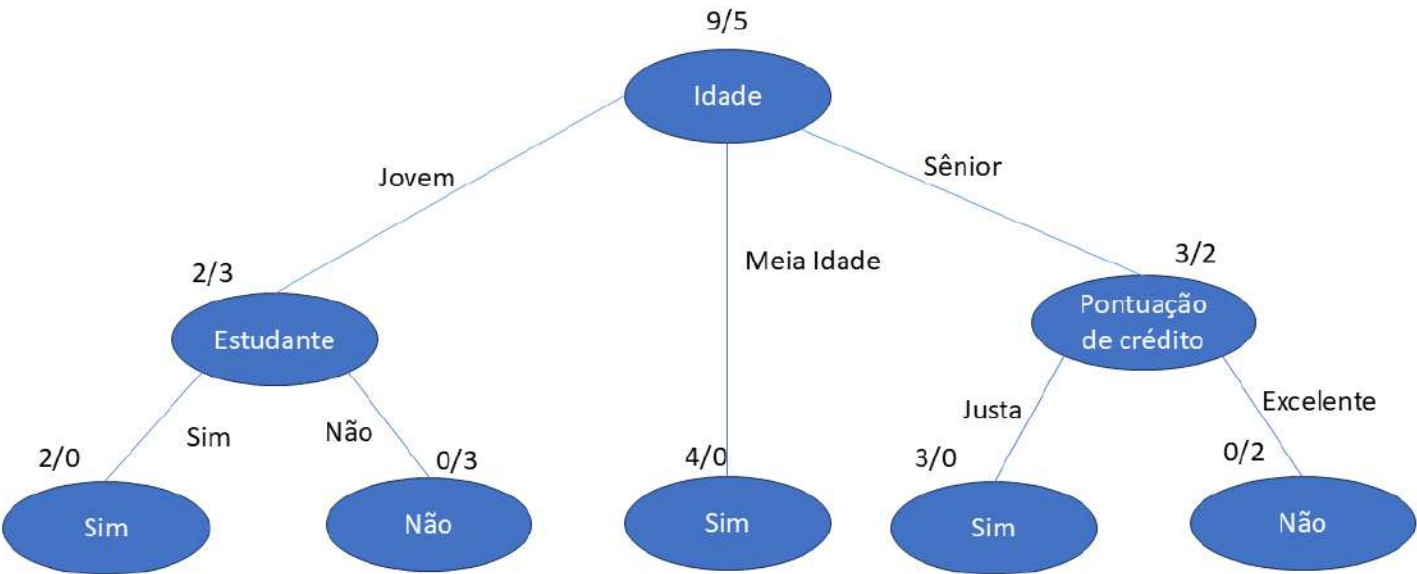 9/5
Idade
Jovem
Sênior
Meia Idade
2/3
3/2
Estudante
Pontuação
de crédito
Sim
Não
Justa
Excelente
2/0
0/3
4/0
3/0
0/2
Sim
Não
Sim
Sim
Não